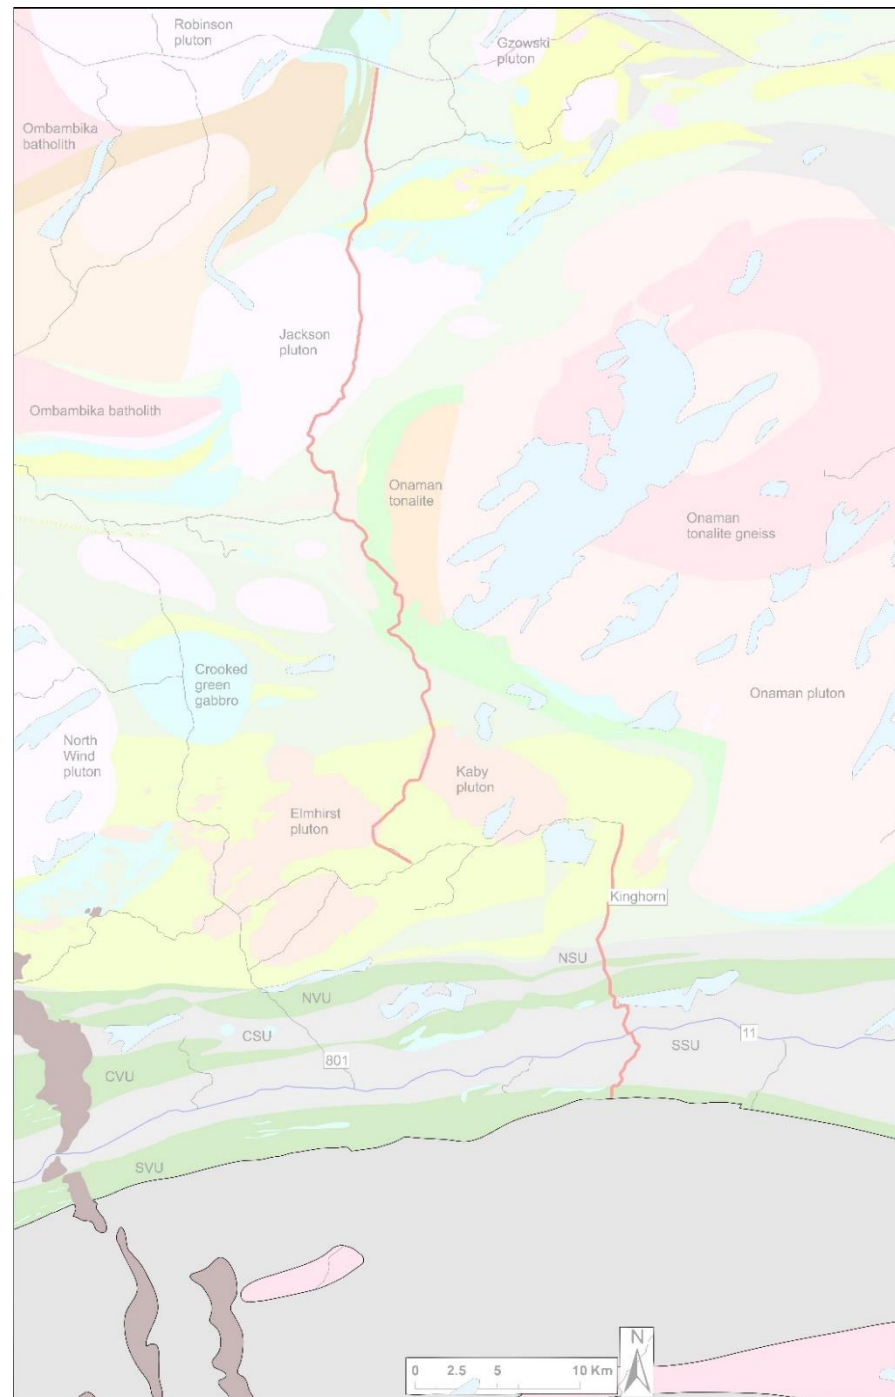 Robinson
pluton
Gzowski
pluton
Ombambika
batholith
Jackson
pluton
Ombambika batholith
Onaman
tonalite
Onaman
tonalite gneiss
Crooked
green
gabbro
Onaman pluton
North
Wind
pluton
Kaby
pluton
Elmhirst
pluton
Kinghorn
NSU
NVU
CSU
11
801
SSU
CVU
SVU
N
0 2.5 5 10 Km